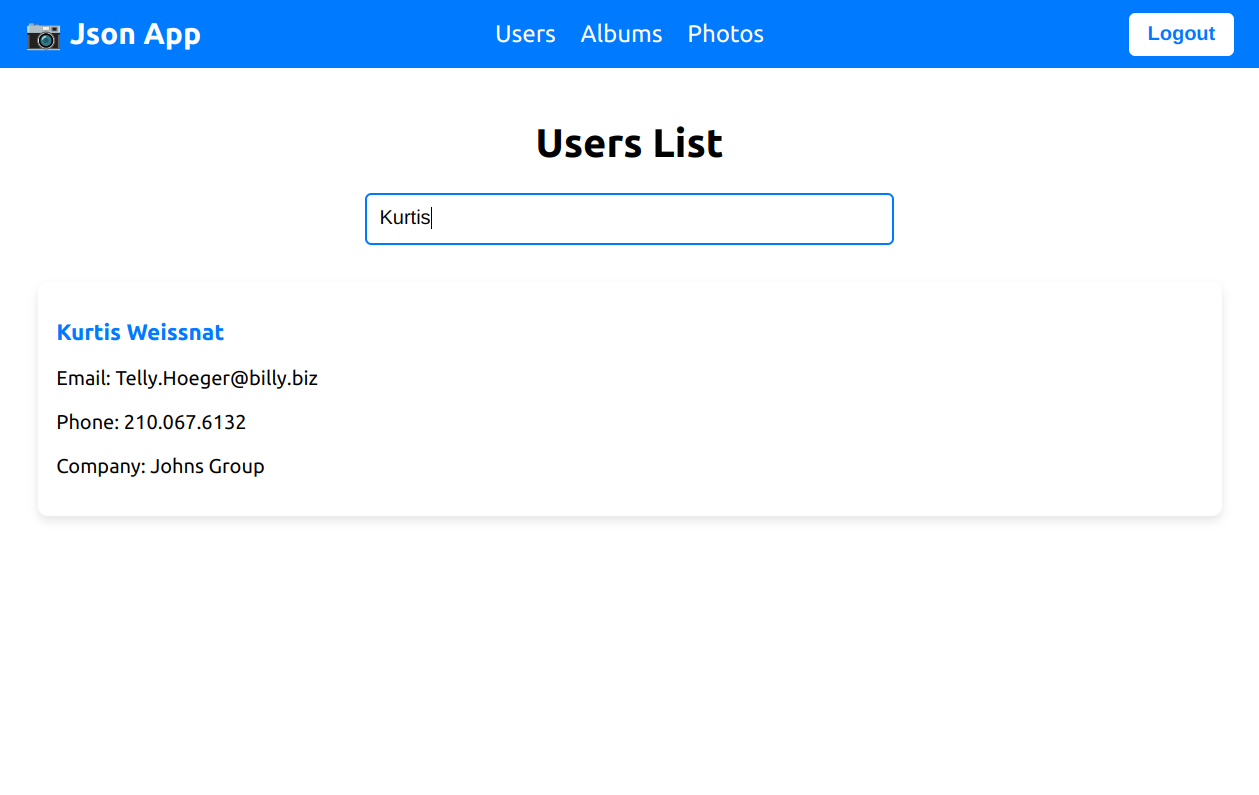 Json App
Users Albums Photos
Logout
Users List
Kurtis
Kurtis Weissnat
Email: Telly.Hoeger@billy.biz
Phone: 210.067.6132
Company: Johns Group